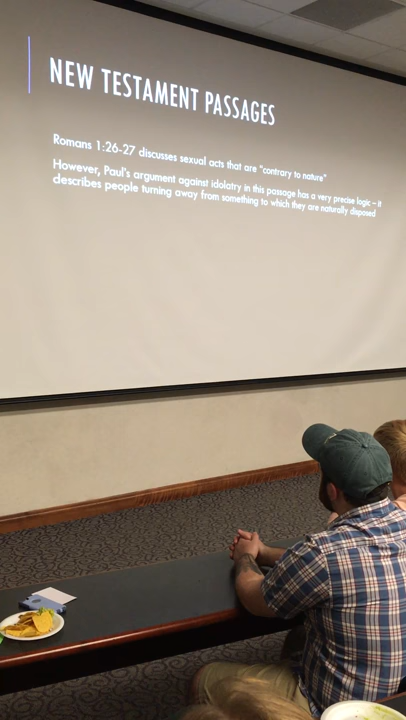 NEW TESTAMENT PASSAGES
Romans 1:26-27 discusses sexual acts that are "contrary to nature"
However, Paul's argument against idolatry in this passage has a very precise logic – it
describes people turning away from something to which they are naturally disposed